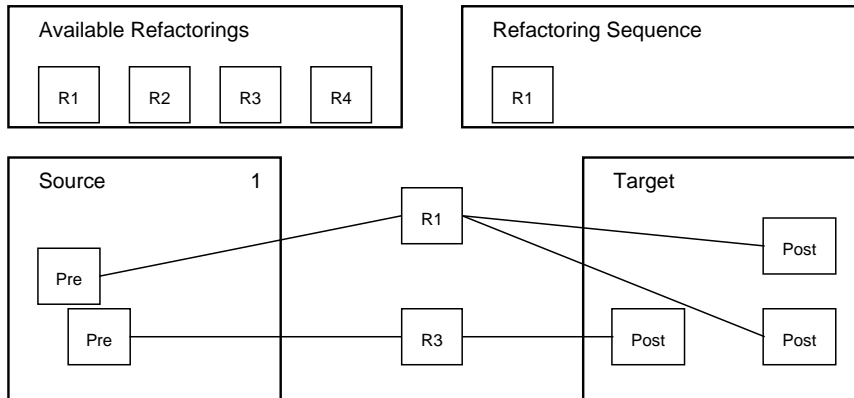 Available Refactorings
R1 R2 R3 R4
Refactoring Sequence
R1
Source 1
Pre
Pre
R1
R3
Target
Post
Post Post